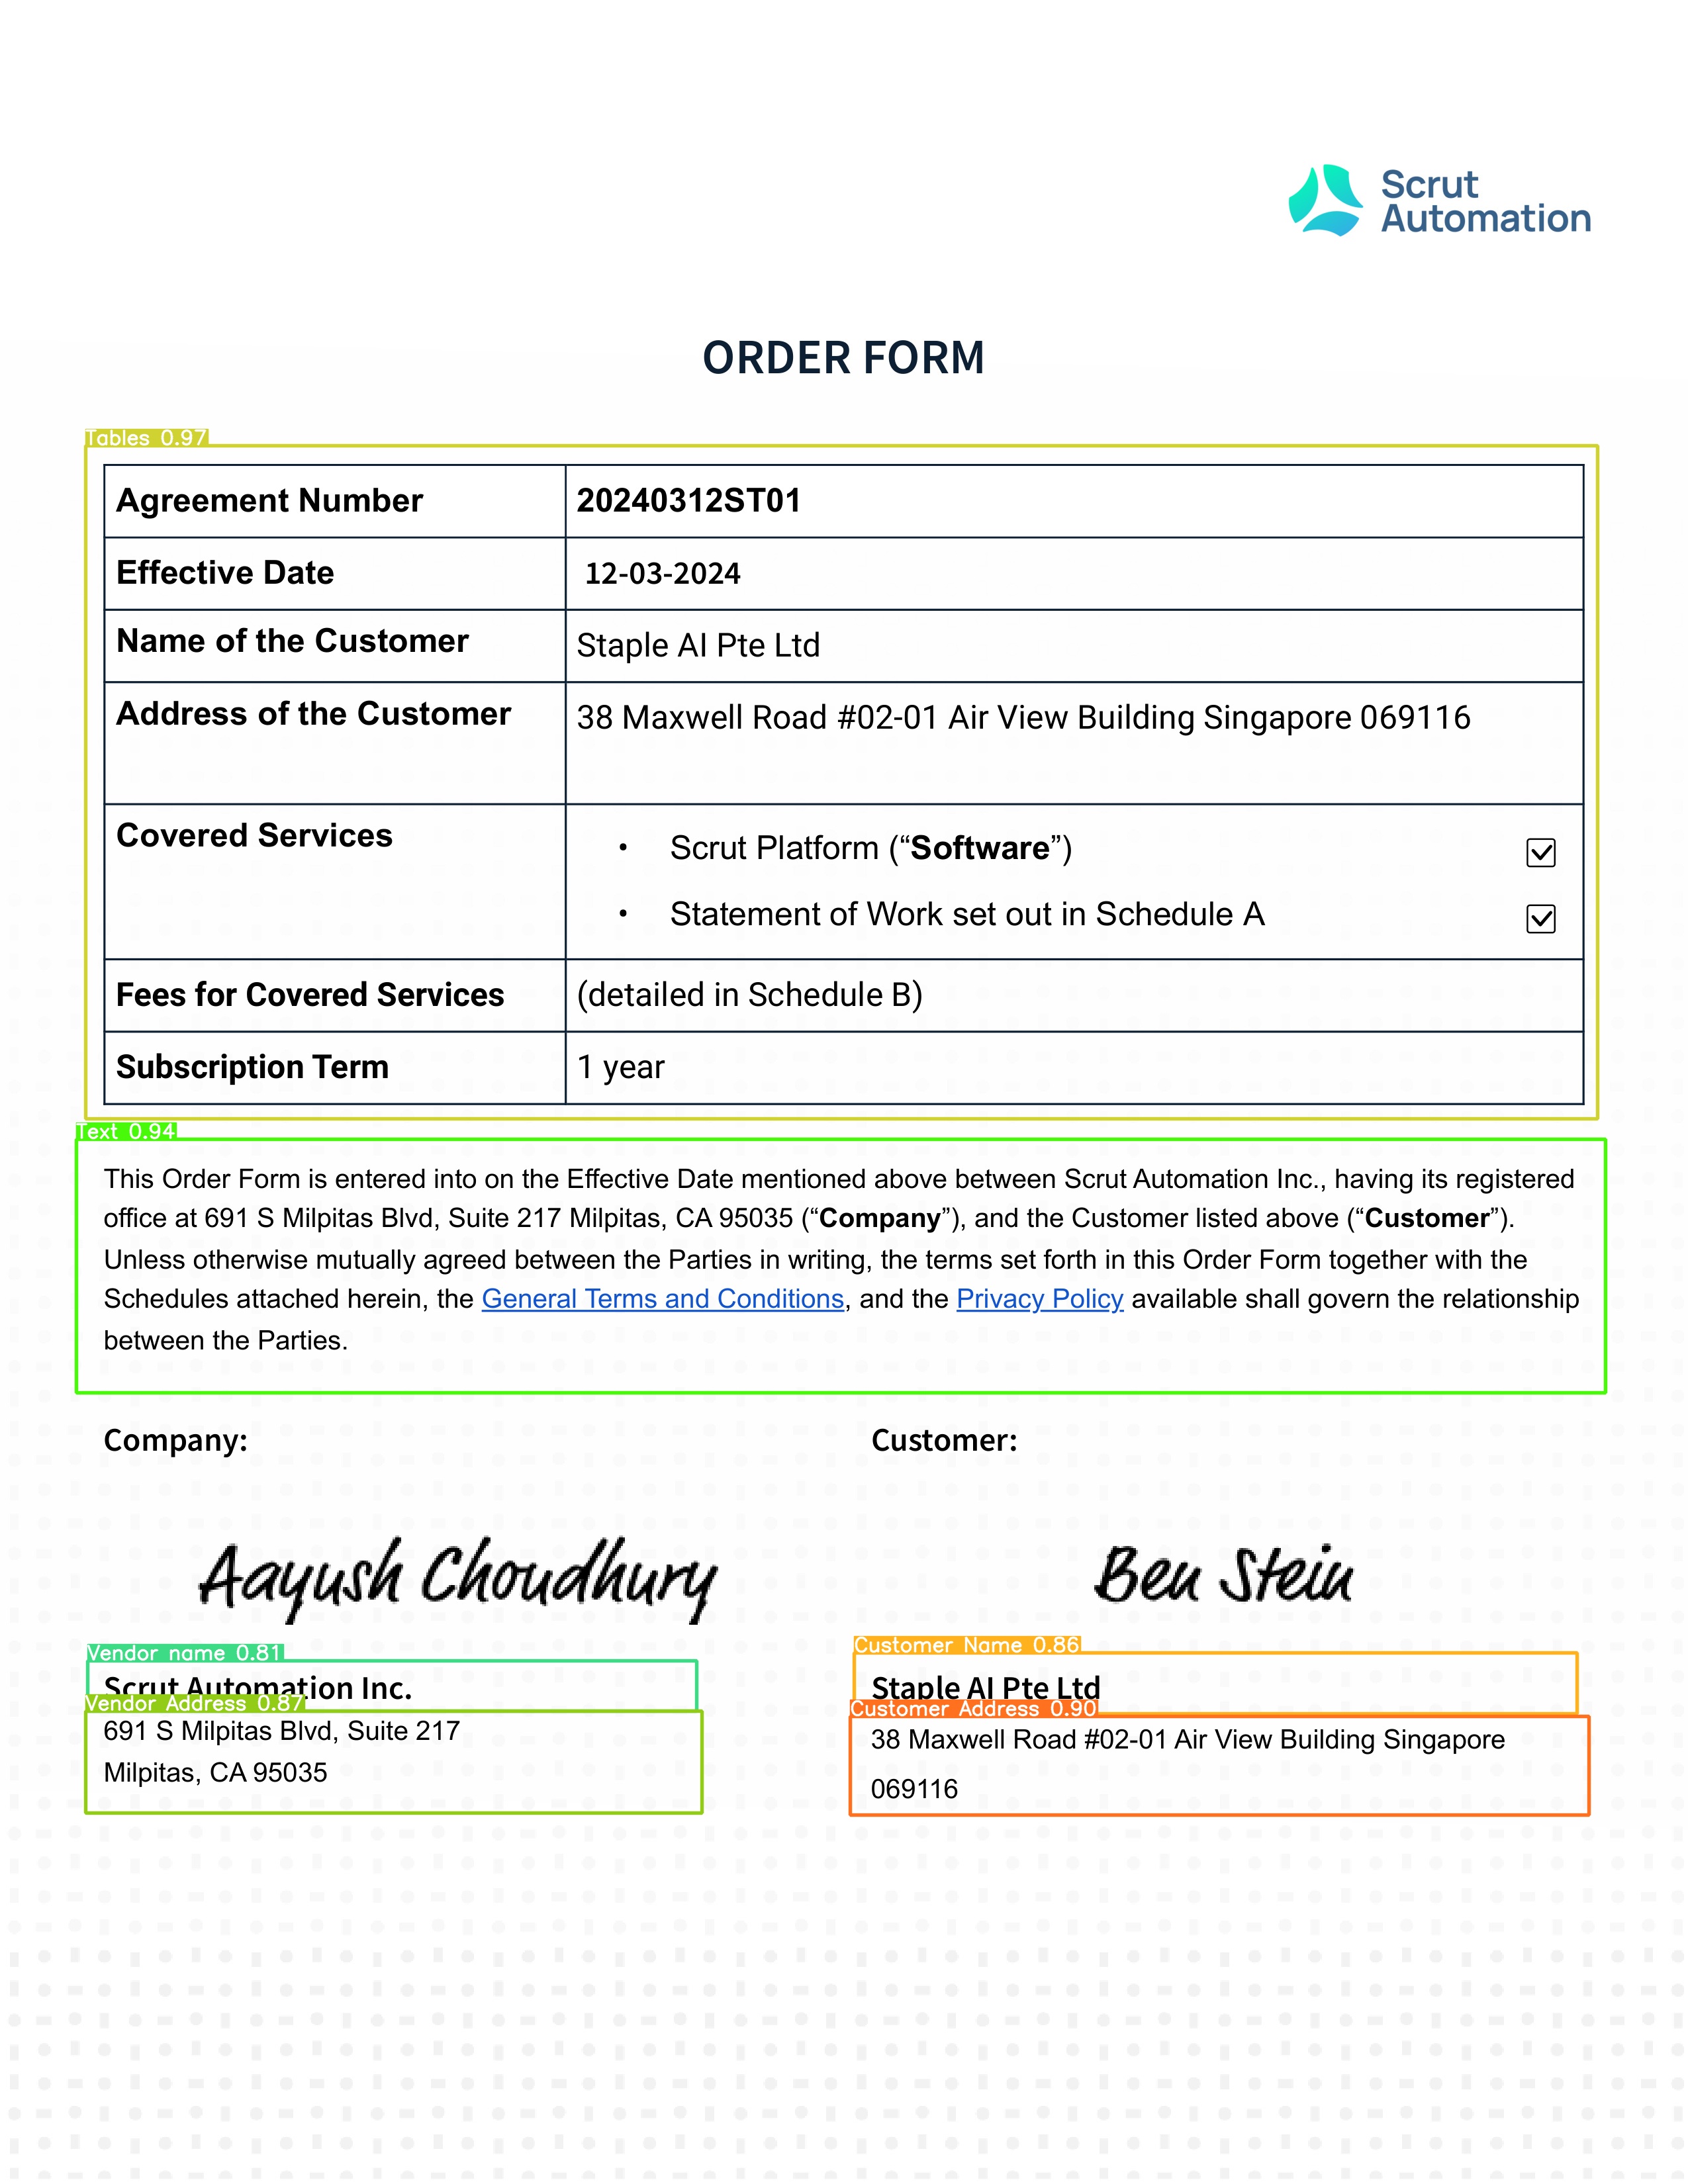 Scrut
Automation
ORDER FORM
Tables 0.97
Agreement Number 20240312ST01
Effective Date 12-03-2024
Name of the Customer Staple AI Pte Ltd
Address of the Customer 38 Maxwell Road #02-01 Air View Building Singapore 069116
Covered Services • Scrut Platform (“Software”)
• Statement of Work set out in Schedule A
Fees for Covered Services (detailed in Schedule B)
Subscription Term 1 year
Text 0.94
This Order Form is entered into on the Effective Date mentioned above between Scrut Automation Inc., having its registered
office at 691 S Milpitas Blvd, Suite 217 Milpitas, CA 95035 (“Company”), and the Customer listed above (“Customer”).
Unless otherwise mutually agreed between the Parties in writing, the terms set forth in this Order Form together with the
Schedules attached herein, the General Terms and Conditions, and the Privacy Policy available shall govern the relationship
between the Parties.
Company: Customer:
Aayush Choudhury Ben Stein
Vendor name 0.81
Scrut Automation Inc.
Vendor Address 0.87
691 S Milpitas Blvd, Suite 217
Milpitas, CA 95035
Customer Name 0.86
Staple AI Pte Ltd
Customer Address 0.90
38 Maxwell Road #02-01 Air View Building Singapore
069116